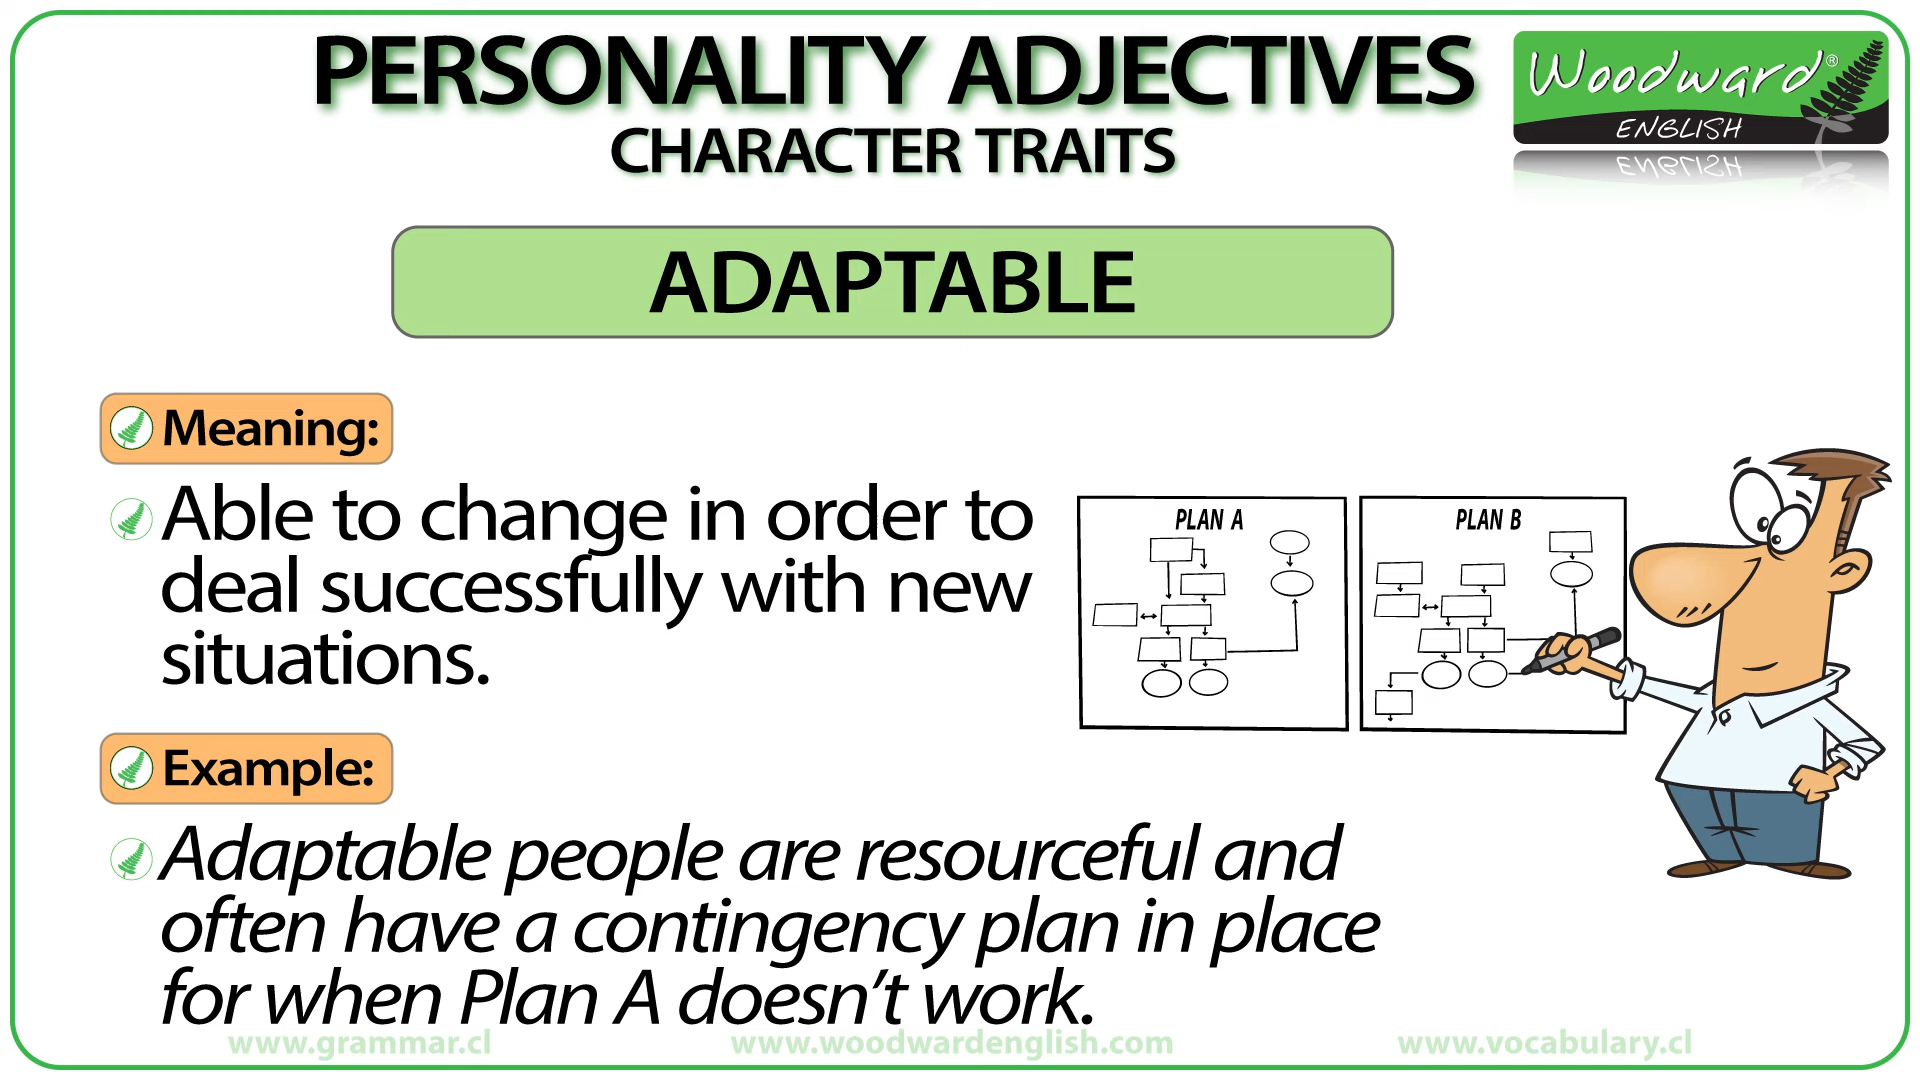 PERSONALITY ADJECTIVES
CHARACTER TRAITS
Woodward®
ENGLISH
ADAPTABLE
Meaning:
Able to change in order to
deal successfully with new
situations.
PLAN A
PLAN B
Example:
Adaptable people are resourceful and
often have a contingency plan in place
for when Plan A doesn’t work.
www.grammar.cl
www.woodwardenglish.com
www.vocabulary.cl